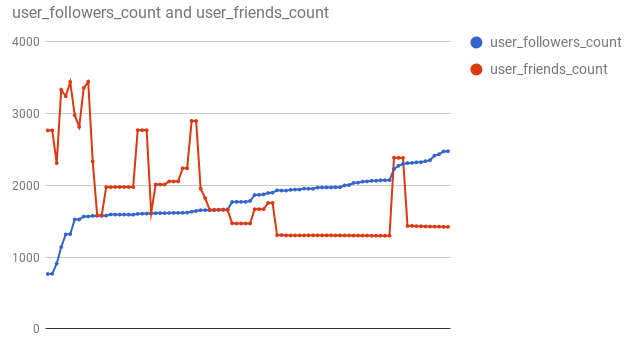 user_followers_count and user_friends_count
4000
3000
2000
1000
0
user_followers_count
user_friends_count